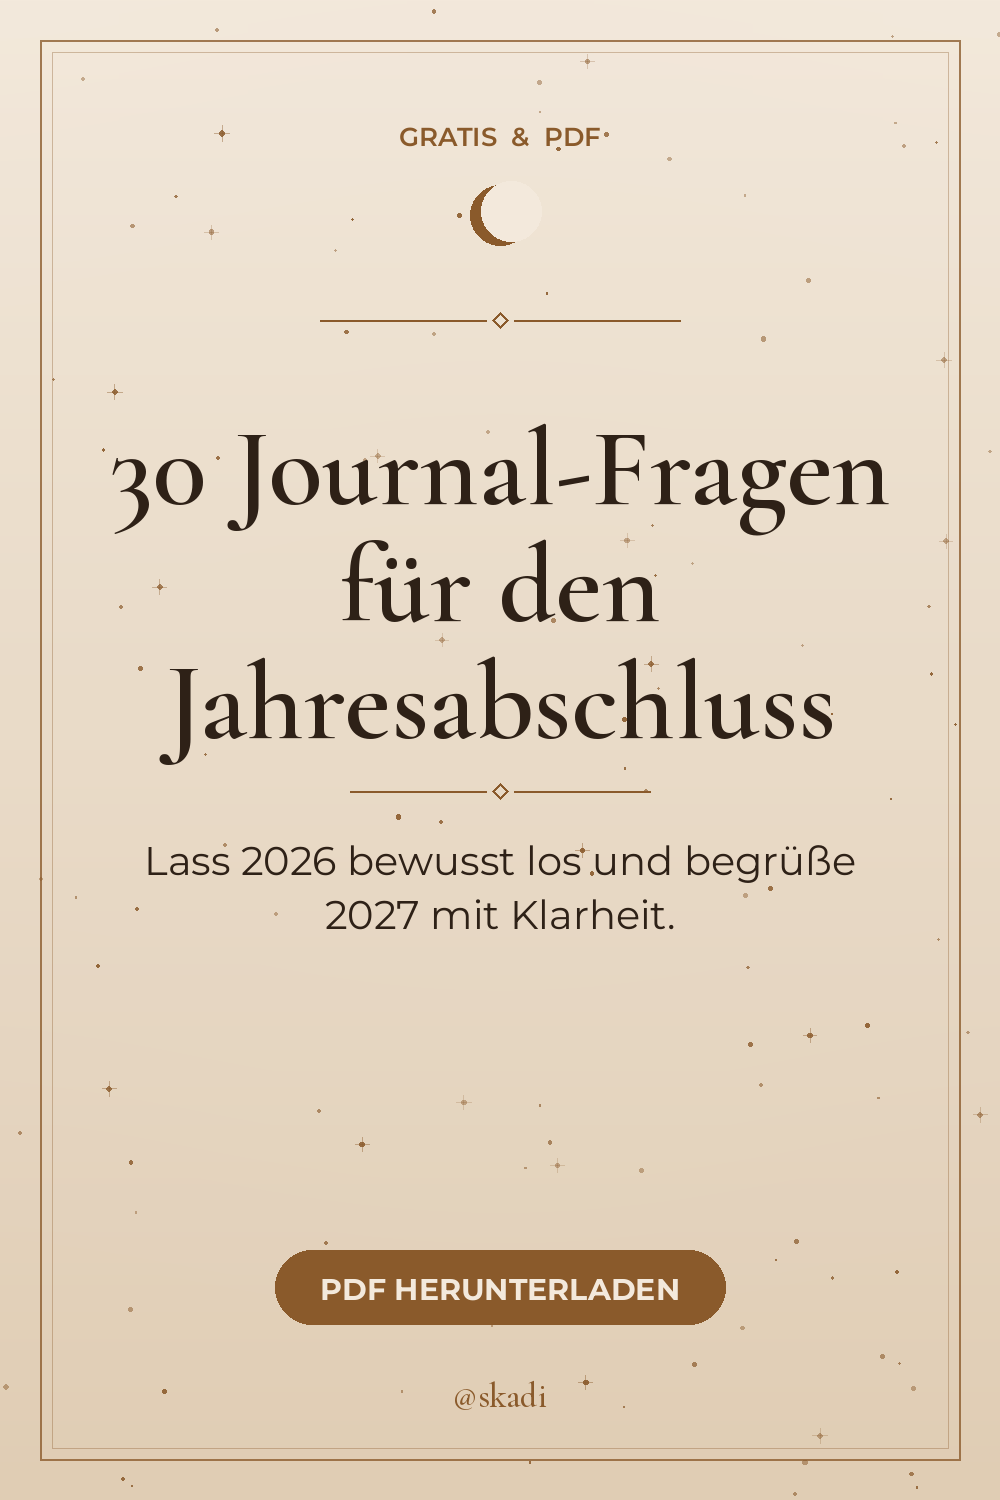 GRATIS & PDF
30 Journal-Fragen
für den
Jahresabschluss
Lass 2026 bewusst los und begrüße
2027 mit Klarheit.
PDF HERUNTERLADEN
@skadi